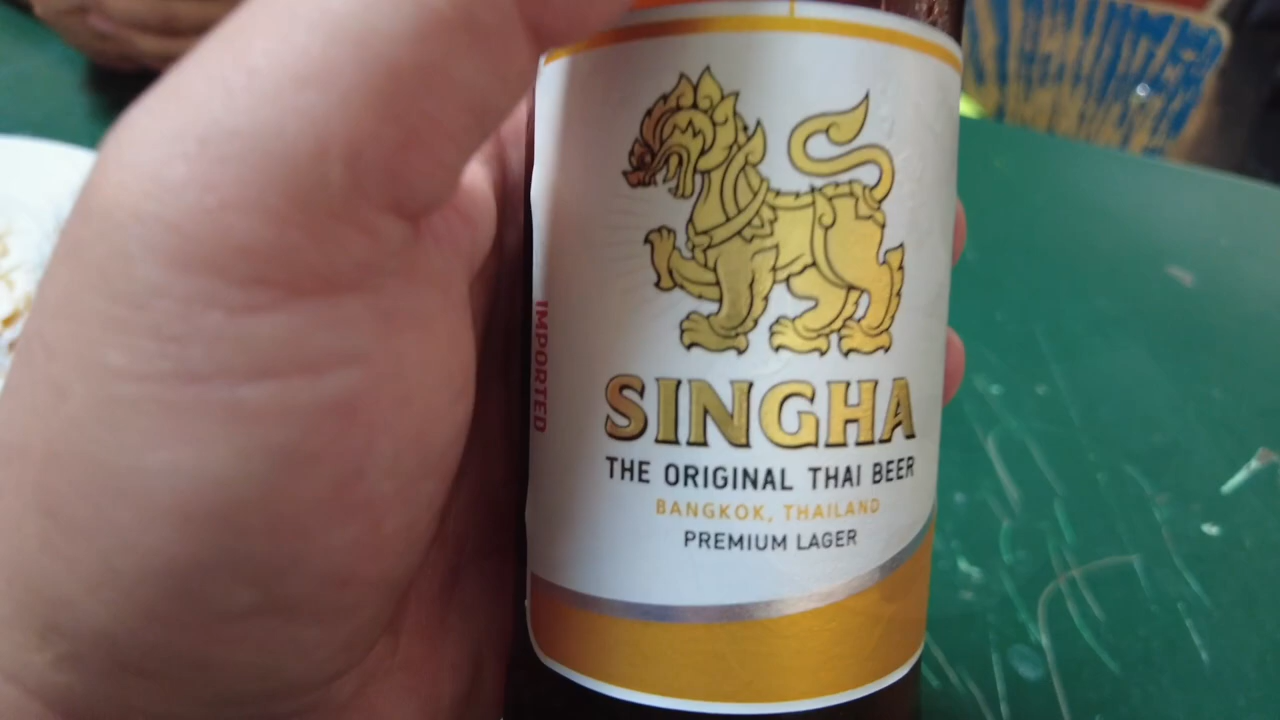 IMPORTED
SINGHA
THE ORIGINAL THAI BEER
BANGKOK, THAILAND
PREMIUM LAGER